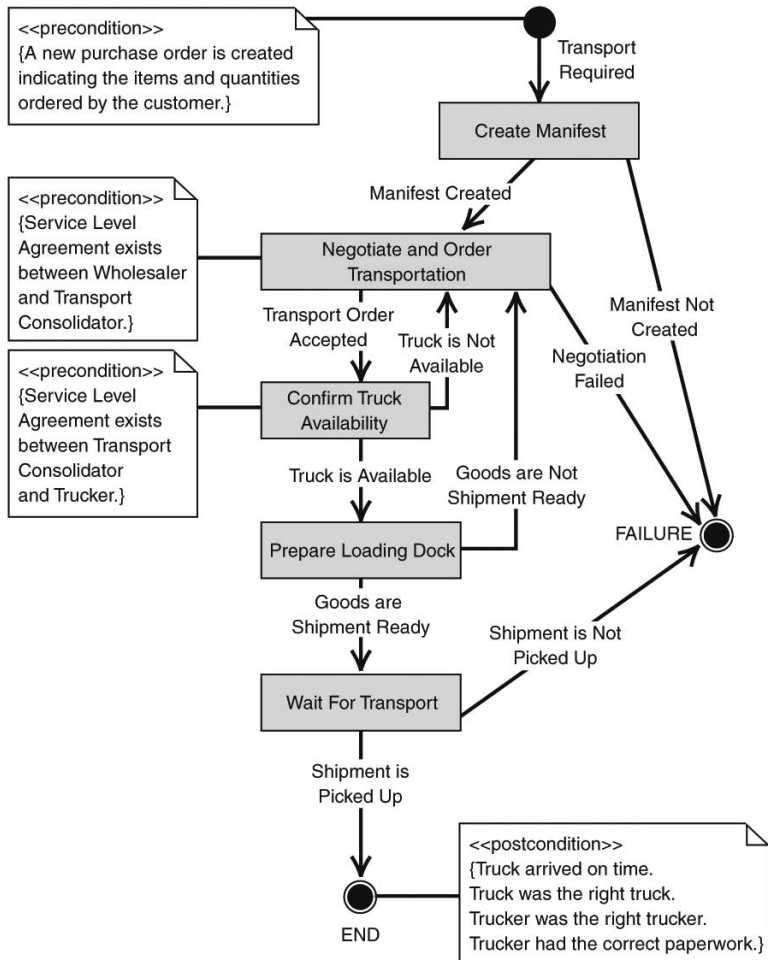 <<precondition>>
{A new purchase order is created
indicating the items and quantities
ordered by the customer.}
Transport
Required
Create Manifest
Manifest Created
<<precondition>>
{Service Level
Agreement exists
between Wholesaler
and Transport
Consolidator.}
Negotiate and Order
Transportation
Manifest Not
Created
Transport Order
Accepted
Truck is Not
Available
Negotiation
Failed
<<precondition>>
{Service Level
Agreement exists
between Transport
Consolidator
and Trucker.}
Confirm Truck
Availability
Truck is Available
Goods are Not
Shipment Ready
FAILURE
Prepare Loading Dock
Goods are
Shipment Ready
Shipment is Not
Picked Up
Wait For Transport
Shipment is
Picked Up
END
<<postcondition>>
{Truck arrived on time.
Truck was the right truck.
Trucker was the right trucker.
Trucker had the correct paperwork.}